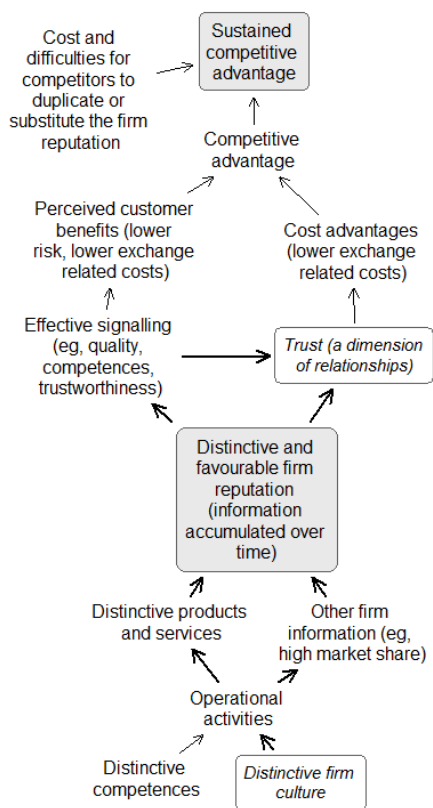 Cost and
difficulties for
competitors to
duplicate or
substitute the firm
reputation
Sustained
competitive
advantage
Competitive
advantage
Perceived customer
benefits (lower
risk, lower exchange
related costs)
Cost advantages
(lower exchange
related costs)
Effective signalling
(eg, quality,
competences,
trustworthiness)
Trust (a dimension
of relationships)
Distinctive and
favourable firm
reputation
(information
accumulated over
time)
Distinctive products
and services
Other firm
information (eg,
high market share)
Operational
activities
Distinctive
competences
Distinctive firm
culture